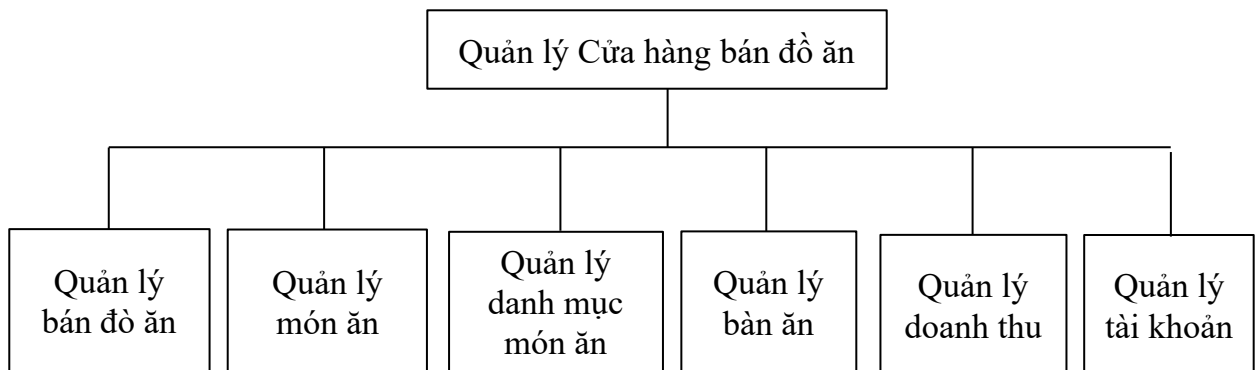 Quản lý Cửa hàng bán đồ ăn
Quản lý
bán đò ăn
Quản lý
món ăn
Quản lý
danh mục
món ăn
Quản lý
bàn ăn
Quản lý
doanh thu
Quản lý
tài khoản